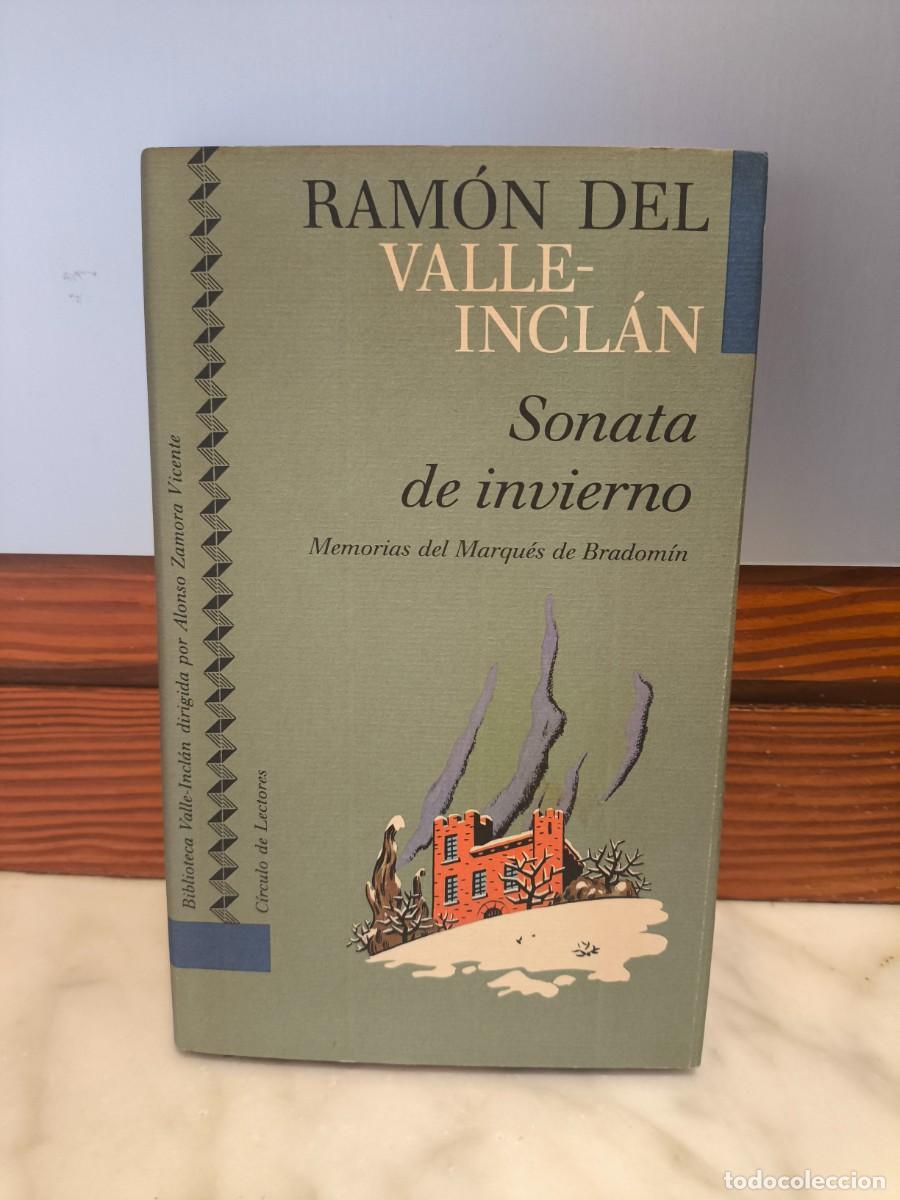 RAMÓN DEL
VALLE-
INCLÁN
Sonata
de invierno
Memorias del Marqués de Bradomín
Biblioteca Valle-Inclán dirigida por Alonso Zamora Vicente
Círculo de Lectores
todocoleccion